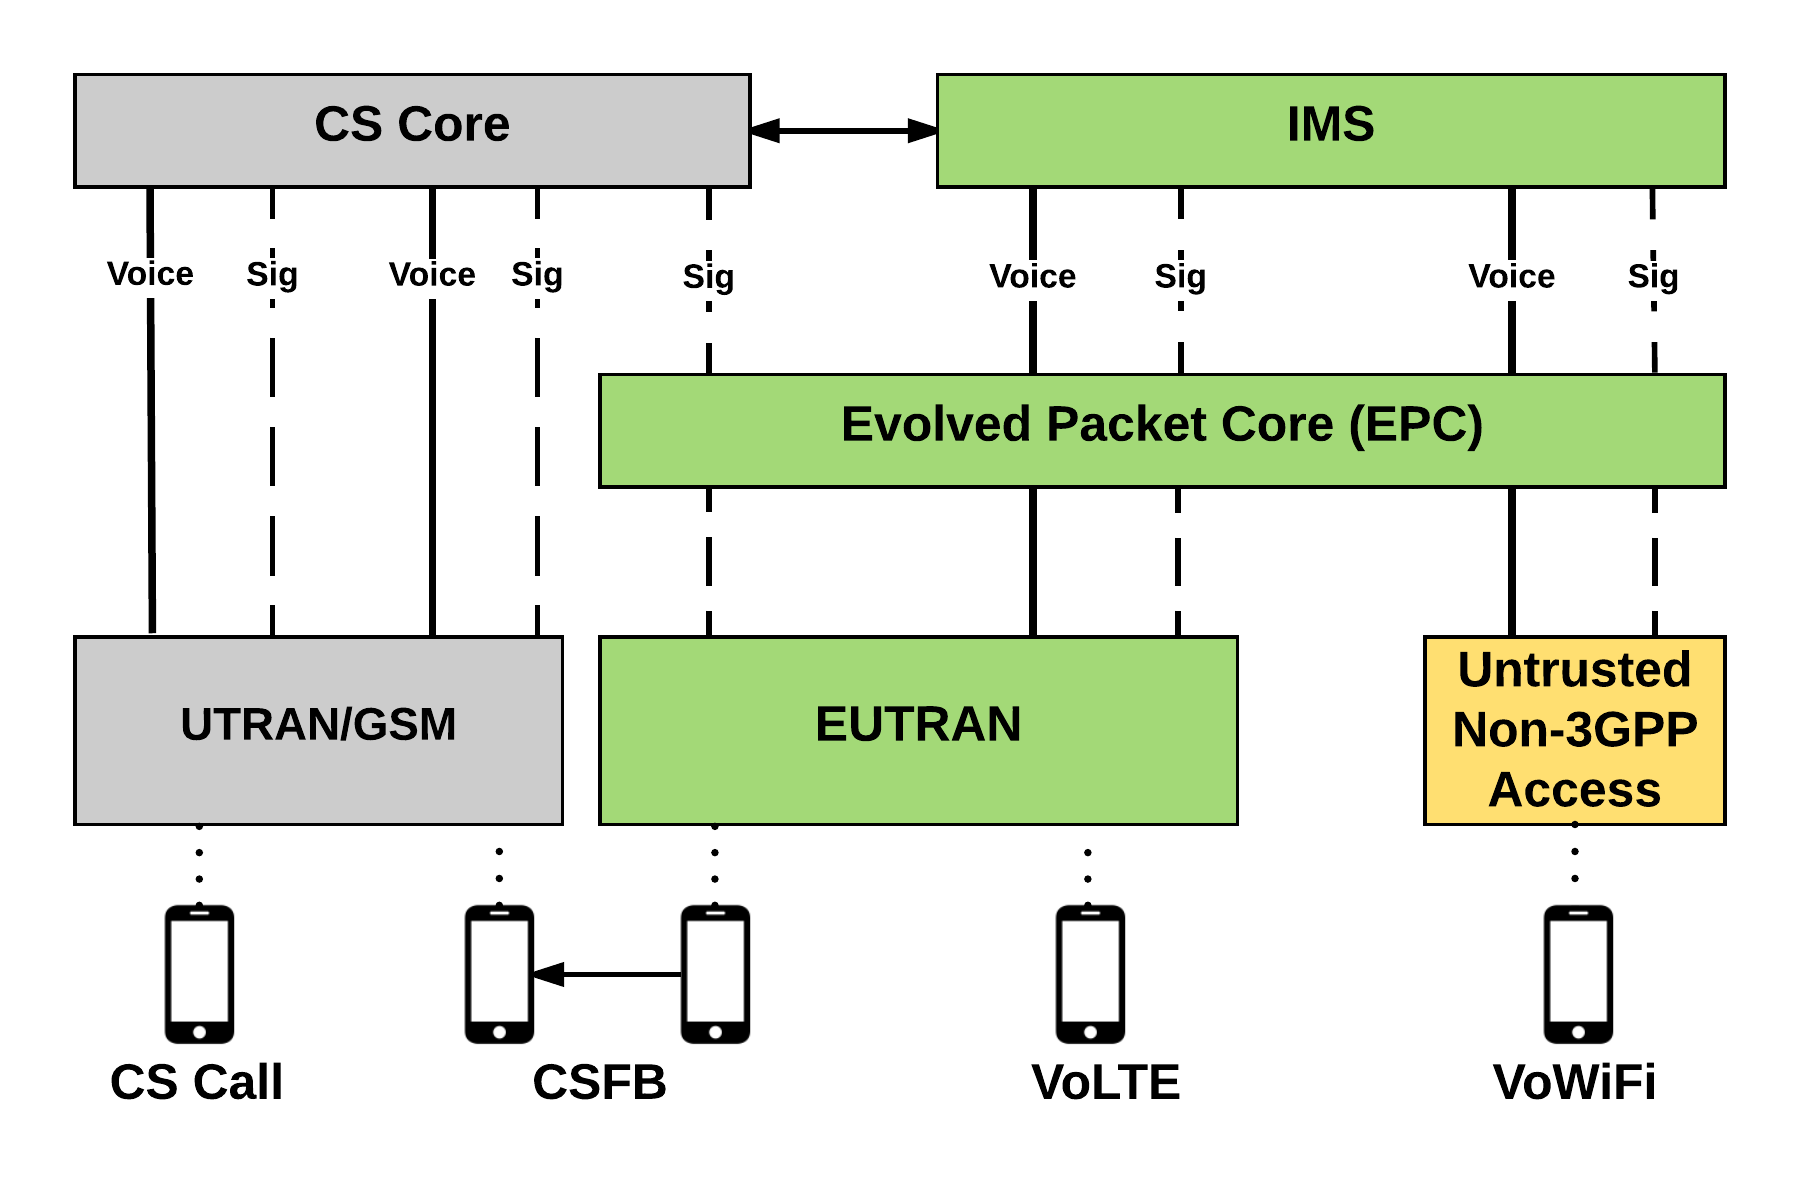 CS Core
IMS
Voice
Sig
Voice
Sig
Sig
Voice
Sig
Voice
Sig
Evolved Packet Core (EPC)
UTRAN/GSM
EUTRAN
Untrusted
Non-3GPP
Access
CS Call
CSFB
VoLTE
VoWiFi